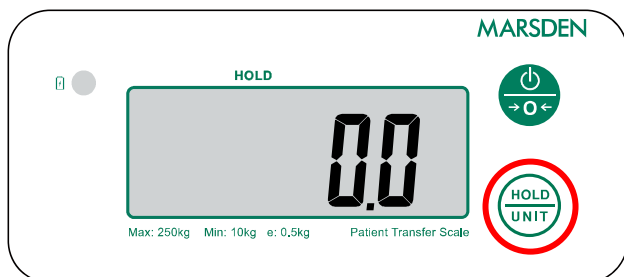 MARSDEN
HOLD
0.0
→0←
HOLD
UNIT
Max: 250kg Min: 10kg e: 0.5kg Patient Transfer Scale